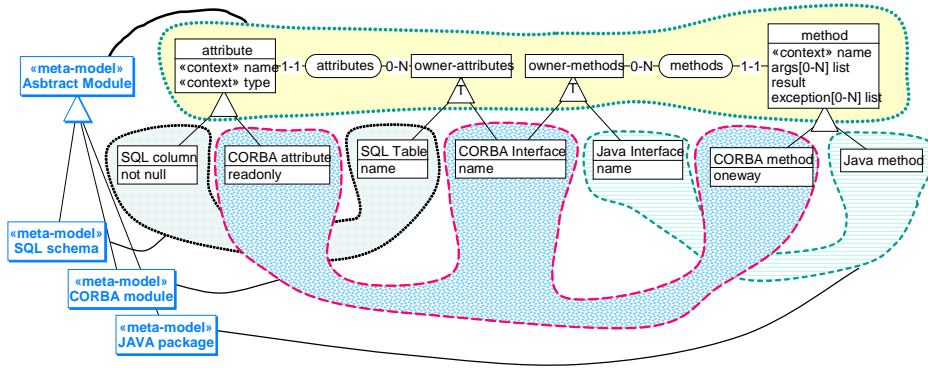 attribute
«context» name
«context» type
1-1
attributes
0-N
owner-attributes
owner-methods
0-N
methods
1-1
method
«context» name
args[0-N] list
result
exception[0-N] list
«meta-model»
Asbtract Module
T
T
SQL column
not null
CORBA attribute
readonly
SQL Table
name
CORBA Interface
name
Java Interface
name
CORBA method
oneway
Java method
«meta-model»
SQL schema
«meta-model»
CORBA module
«meta-model»
JAVA package